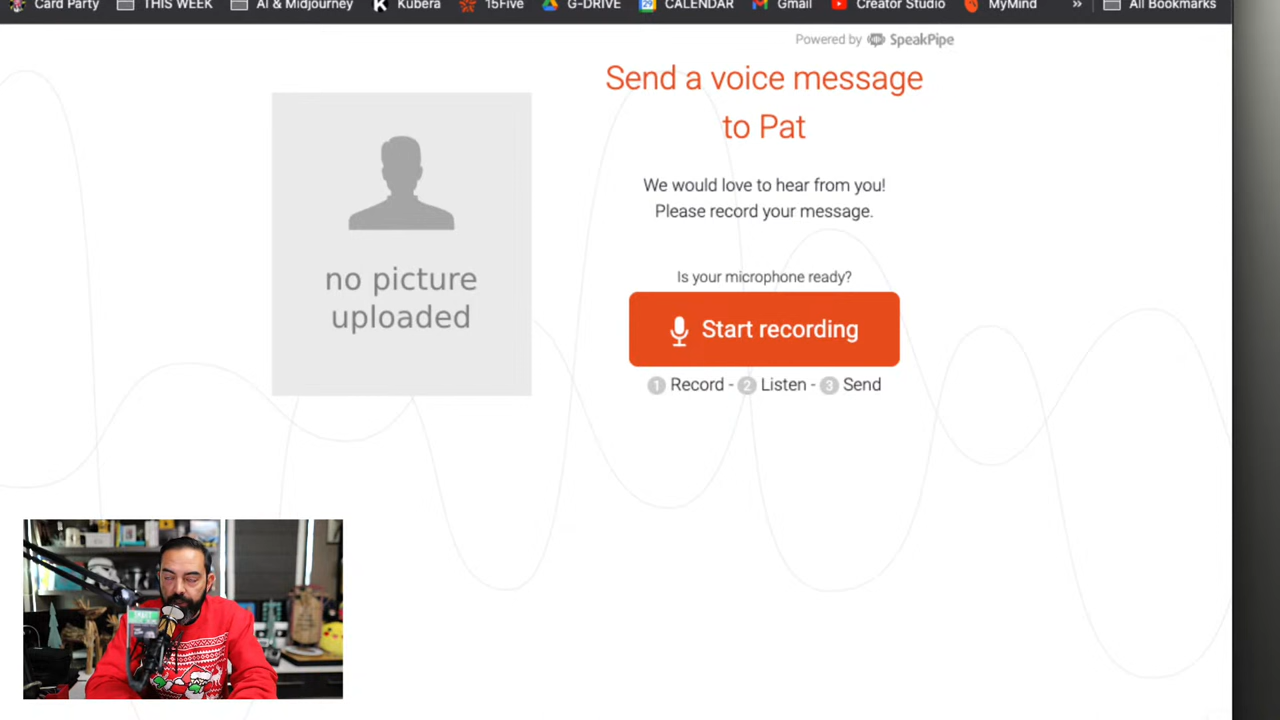 Card Party THIS WEEK AI & Midjourney Kubera 15Five G-DRIVE CALENDAR Gmail Creator Studio MyMind » All Bookmarks
Powered by SpeakPipe
Send a voice message
to Pat
We would love to hear from you!
Please record your message.
no picture
uploaded
Is your microphone ready?
Start recording
1 Record - 2 Listen - 3 Send